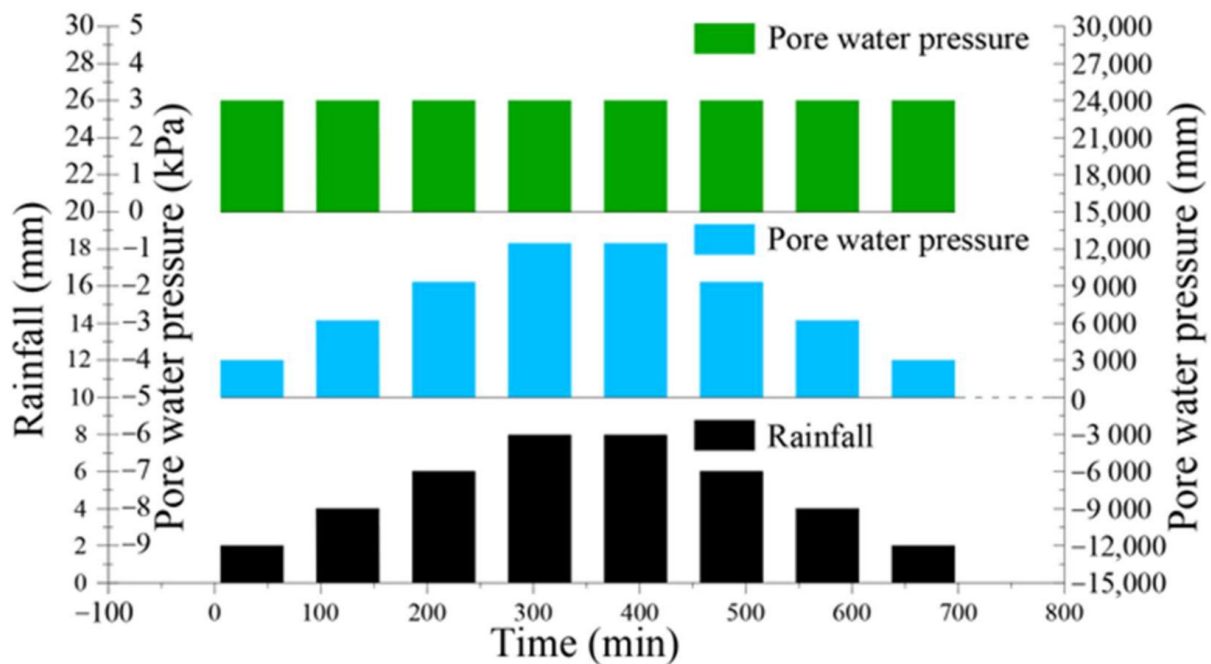 30 5 30,000
Pore water pressure
28 4 27,000
26 3 24,000
24 2 21,000
22 1 18,000
20 0 15,000
Pore water pressure
18 −1 12,000
16 −2 9 000
14 −3 6 000
12 −4 3 000
10 −5 0
8 −6 −3 000
Rainfall
6 −7 −6 000
4 −8 −9 000
2 −9 −12,000
0 −15,000
−100 0 100 200 300 400 500 600 700 800
Time (min)
Rainfall (mm)
Pore water pressure (kPa)
Pore water pressure (mm)